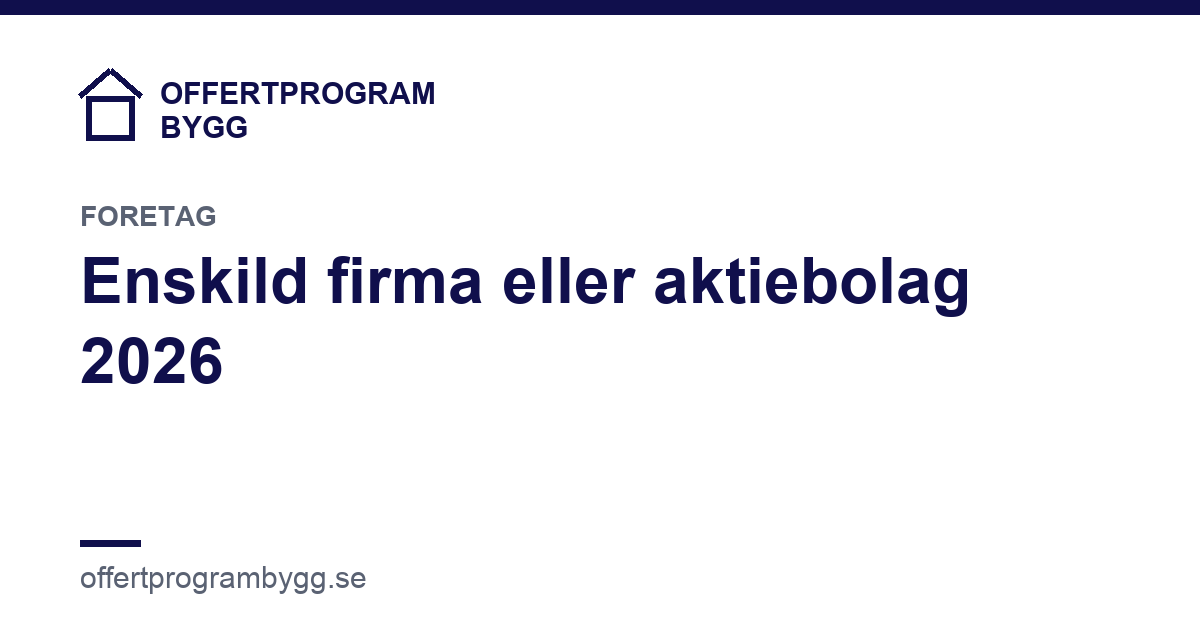 OFFERTPROGRAM
BYGG
FORETAG
Enskild firma eller aktiebolag
2026
offertprogrambygg.se